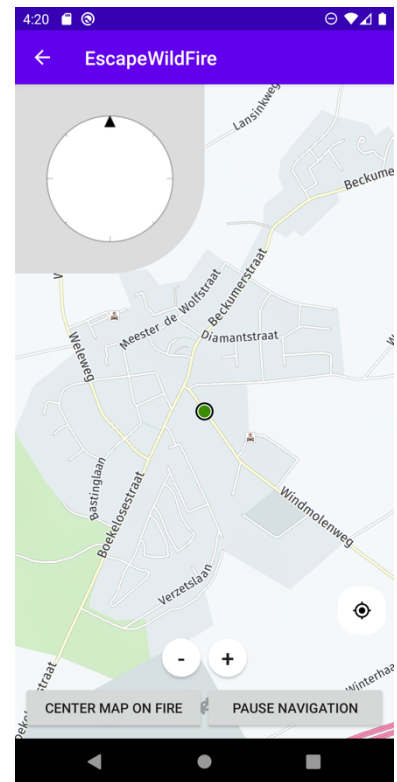 4:20
EscapeWildFire
Lansinkweg
Beckume
Beckumerstraat
Meester de Wolfstraat
Diamantstraat
Weleweg
Bastinglaan
Boekelosestraat
Windmolenweg
Verzetslaan
- +
straat
Winterhaa
CENTER MAP ON FIRE PAUSE NAVIGATION